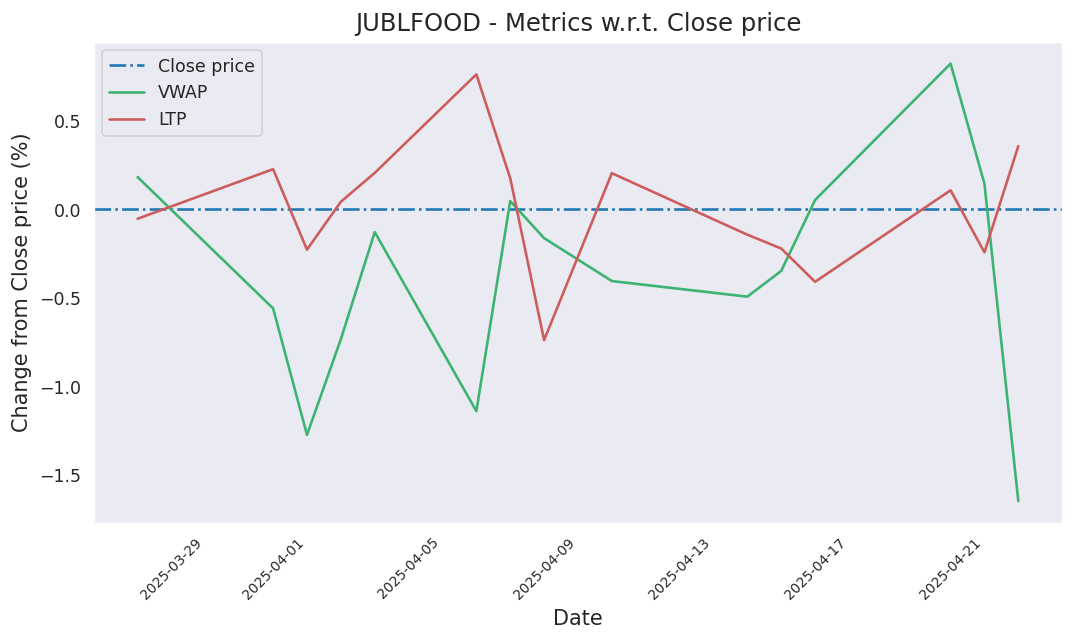 JUBLFOOD - Metrics w.r.t. Close price
Close price
VWAP
LTP
Change from Close price (%)
0.5
0.0
−0.5
−1.0
−1.5
2025-03-29
2025-04-01
2025-04-05
2025-04-09
2025-04-13
2025-04-17
2025-04-21
Date